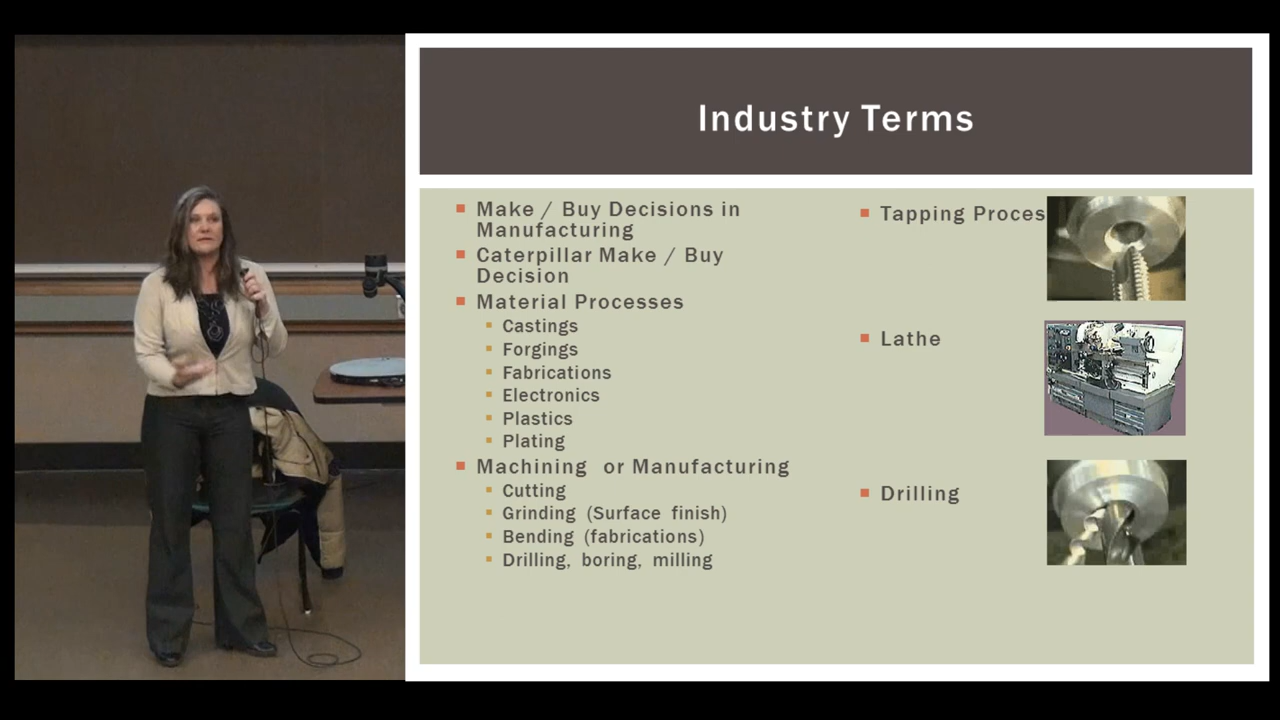 Industry Terms
Make / Buy Decisions in
Manufacturing
Caterpillar Make / Buy
Decision
Material Processes
Castings
Forgings
Fabrications
Electronics
Plastics
Plating
Machining or Manufacturing
Cutting
Grinding (Surface finish)
Bending (fabrications)
Drilling, boring, milling
Tapping Proces
Lathe
Drilling